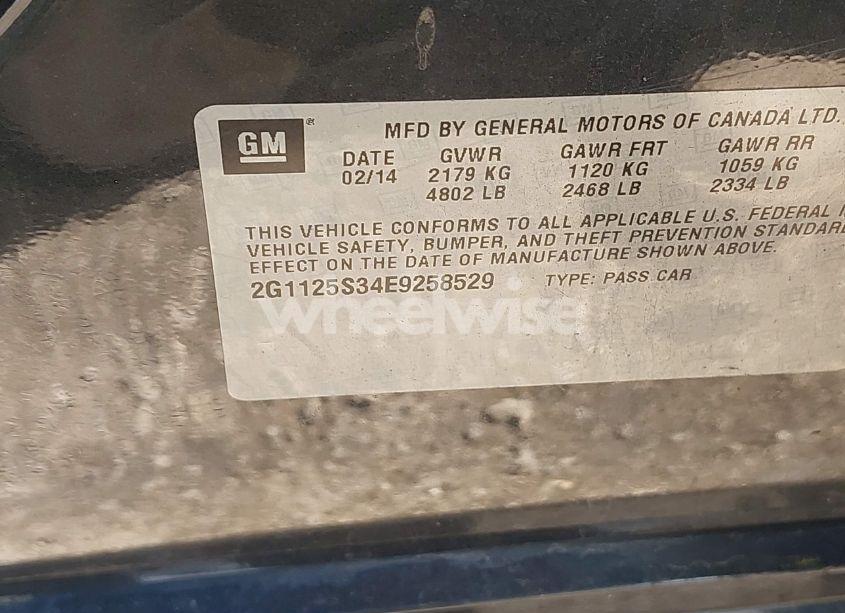 GM
MFD BY GENERAL MOTORS OF CANADA LTD.
DATE GVWR GAWR FRT GAWR RR
02/14 2179 KG 1120 KG 1059 KG
4802 LB 2468 LB 2334 LB
THIS VEHICLE CONFORMS TO ALL APPLICABLE U.S. FEDERAL
VEHICLE SAFETY, BUMPER, AND THEFT PREVENTION STANDARD
EFFECT ON THE DATE OF MANUFACTURE SHOWN ABOVE.
2G1125S34E9258529 TYPE: PASS CAR
wheelwise